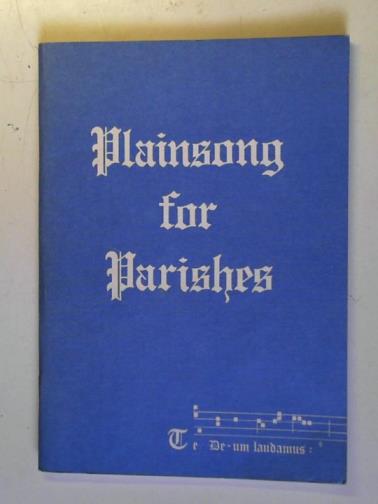 Plainsong
for
Parishes
Te De-um laudamus: